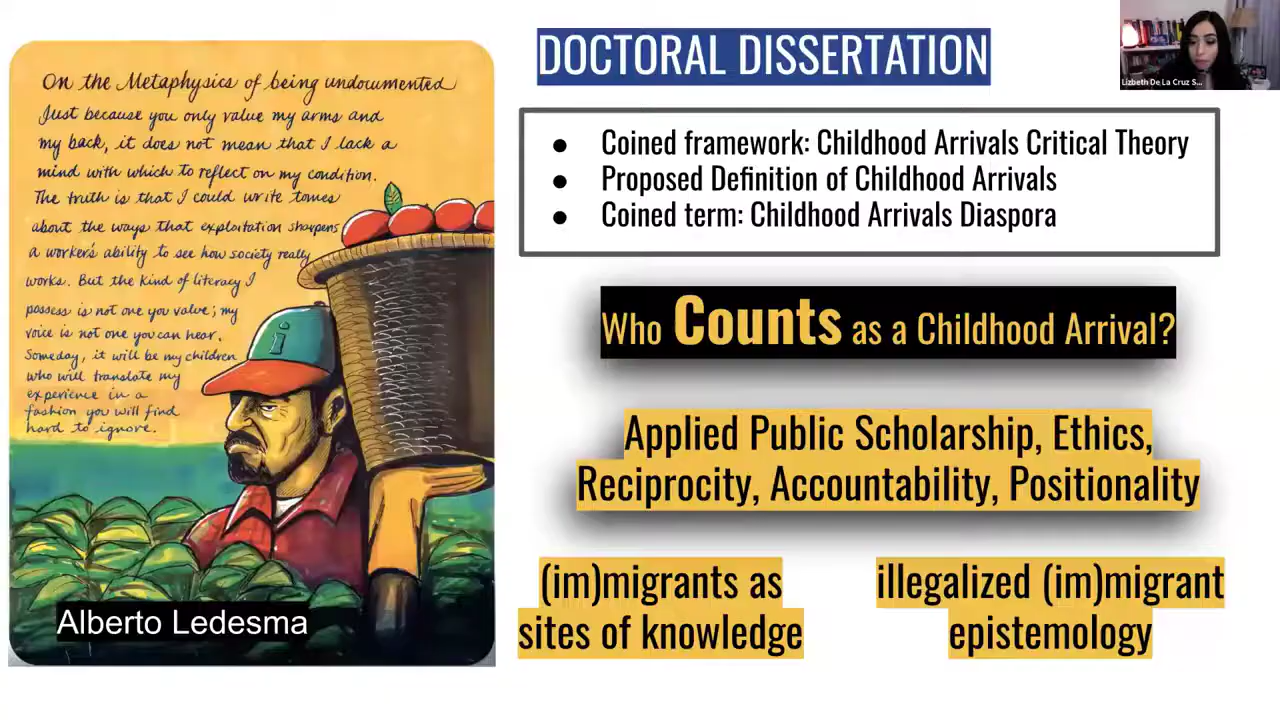 On the Metaphysics of being undocumented
Just because you only value my arms and
my back, it does not mean that I lack a
mind with which to reflect on my condition.
The truth is that I could write tomes
about the ways that exploitation sharpens
a worker's ability to see how society really
works. But the kind of literacy I
possess is not one you value; my
voice is not one you can hear.
Someday, it will be my children
who will translate my
experience in a
fashion you will find
hard to ignore.
i
Alberto Ledesma
DOCTORAL DISSERTATION
● Coined framework: Childhood Arrivals Critical Theory
● Proposed Definition of Childhood Arrivals
● Coined term: Childhood Arrivals Diaspora
Who Counts as a Childhood Arrival?
Applied Public Scholarship, Ethics,
Reciprocity, Accountability, Positionality
(im)migrants as
sites of knowledge
illegalized (im)migrant
epistemology
Lizbeth De La Cruz S...